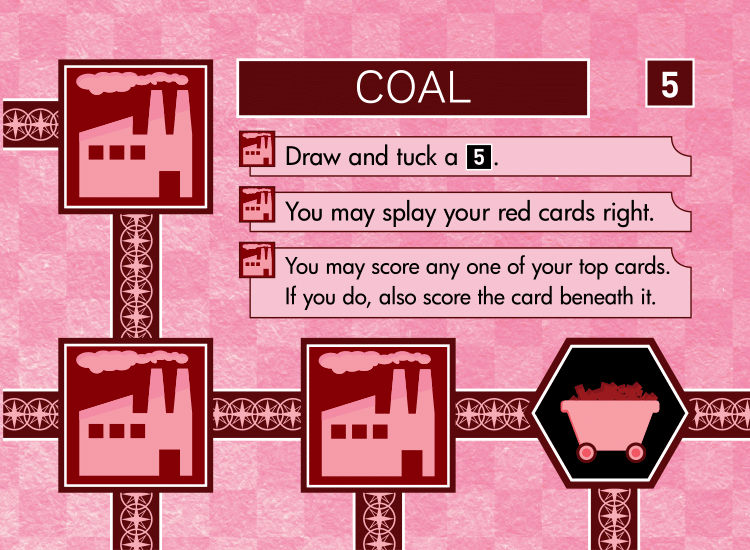 COAL
5
Draw and tuck a 5.
You may splay your red cards right.
You may score any one of your top cards.
If you do, also score the card beneath it.